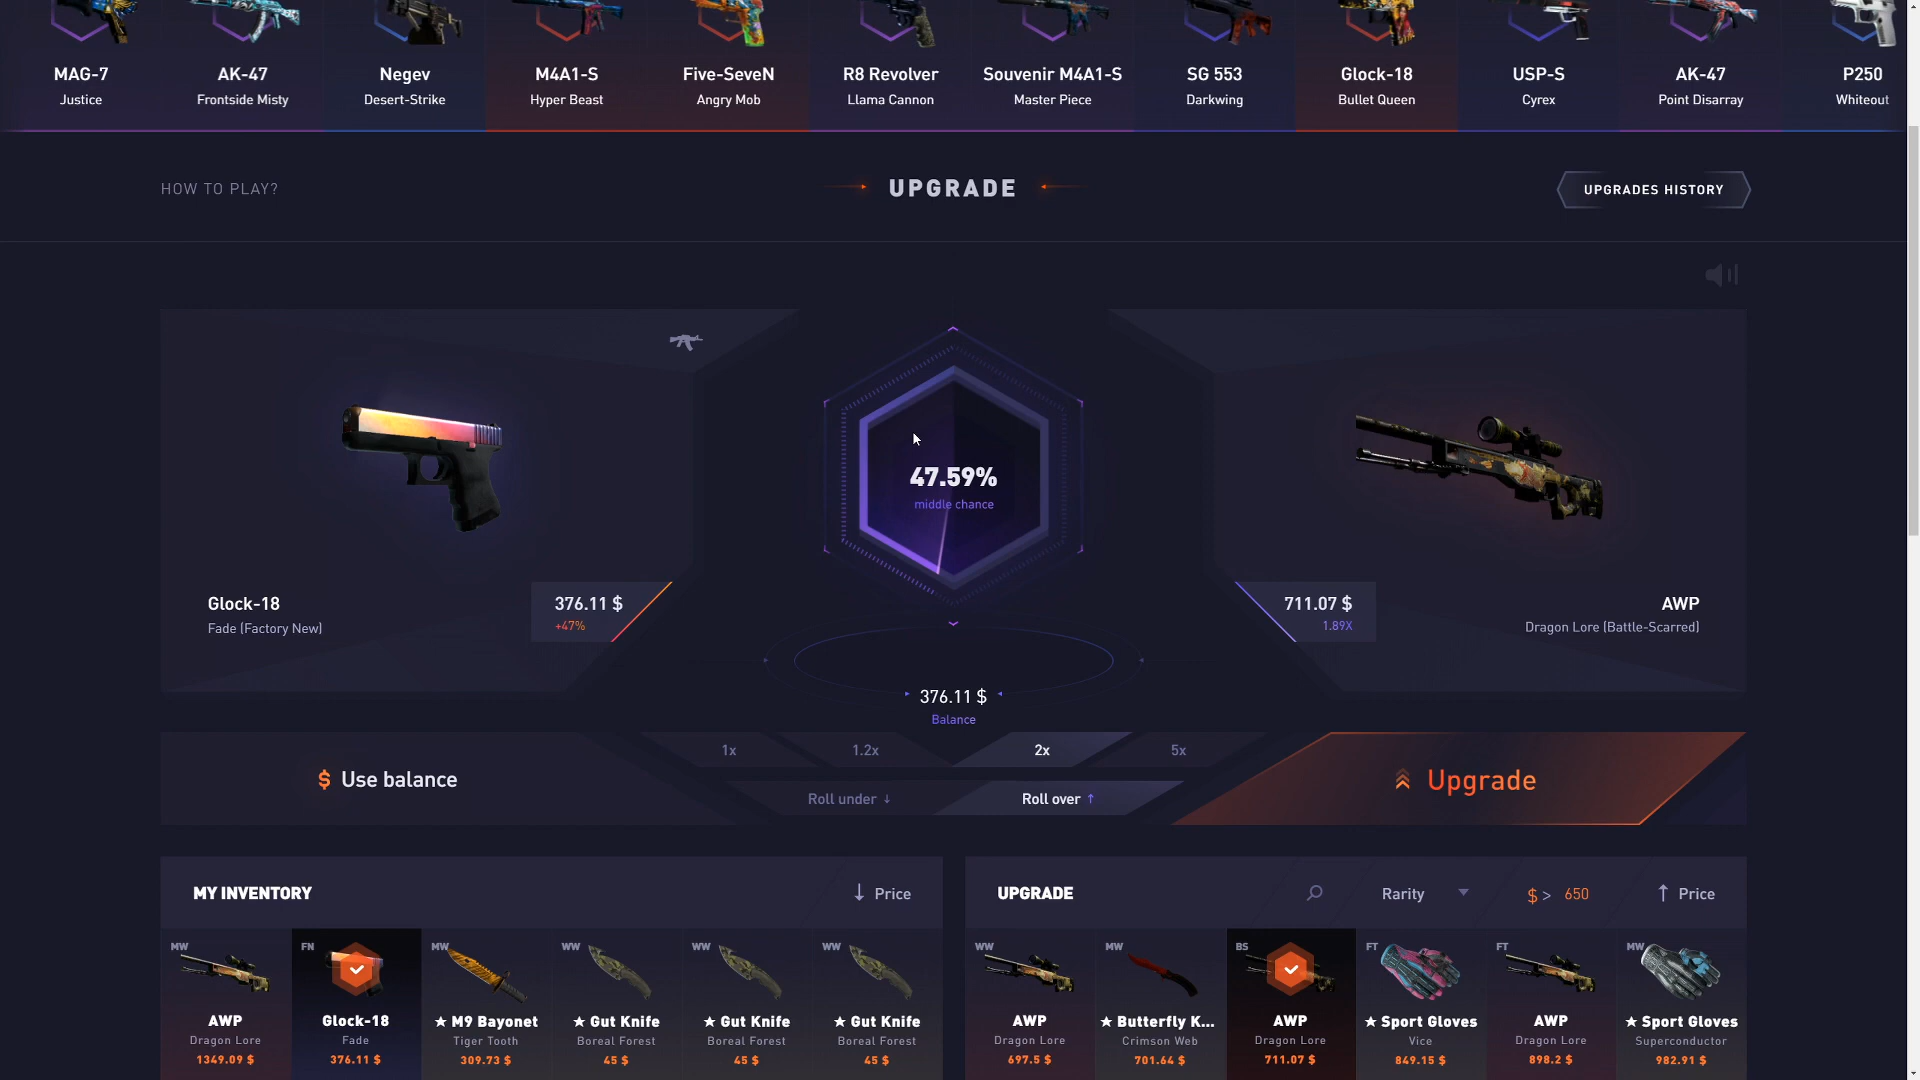 MAG-7
Justice
AK-47
Frontside Misty
Negev
Desert-Strike
M4A1-S
Hyper Beast
Five-SeveN
Angry Mob
R8 Revolver
Llama Cannon
Souvenir M4A1-S
Master Piece
SG 553
Darkwing
Glock-18
Bullet Queen
USP-S
Cyrex
AK-47
Point Disarray
P250
Whiteout
HOW TO PLAY?
UPGRADE
UPGRADES HISTORY
47.59%
middle chance
Glock-18
Fade (Factory New)
376.11 $
+47%
711.07 $
1.89X
AWP
Dragon Lore (Battle-Scarred)
376.11 $
Balance
$ Use balance
1x
1.2x
2x
5x
Roll under ↓
Roll over ↑
Upgrade
MY INVENTORY
↓ Price
UPGRADE
Rarity
$ > 650
↑ Price
MW
AWP
Dragon Lore
1349.09 $
FN
Glock-18
Fade
376.11 $
MW
★ M9 Bayonet
Tiger Tooth
309.73 $
WW
★ Gut Knife
Boreal Forest
45 $
WW
★ Gut Knife
Boreal Forest
45 $
WW
★ Gut Knife
Boreal Forest
45 $
WW
AWP
Dragon Lore
697.5 $
MW
★ Butterfly K...
Crimson Web
701.64 $
BS
AWP
Dragon Lore
711.07 $
FT
★ Sport Gloves
Vice
849.15 $
FT
AWP
Dragon Lore
898.2 $
MW
★ Sport Gloves
Superconductor
982.91 $